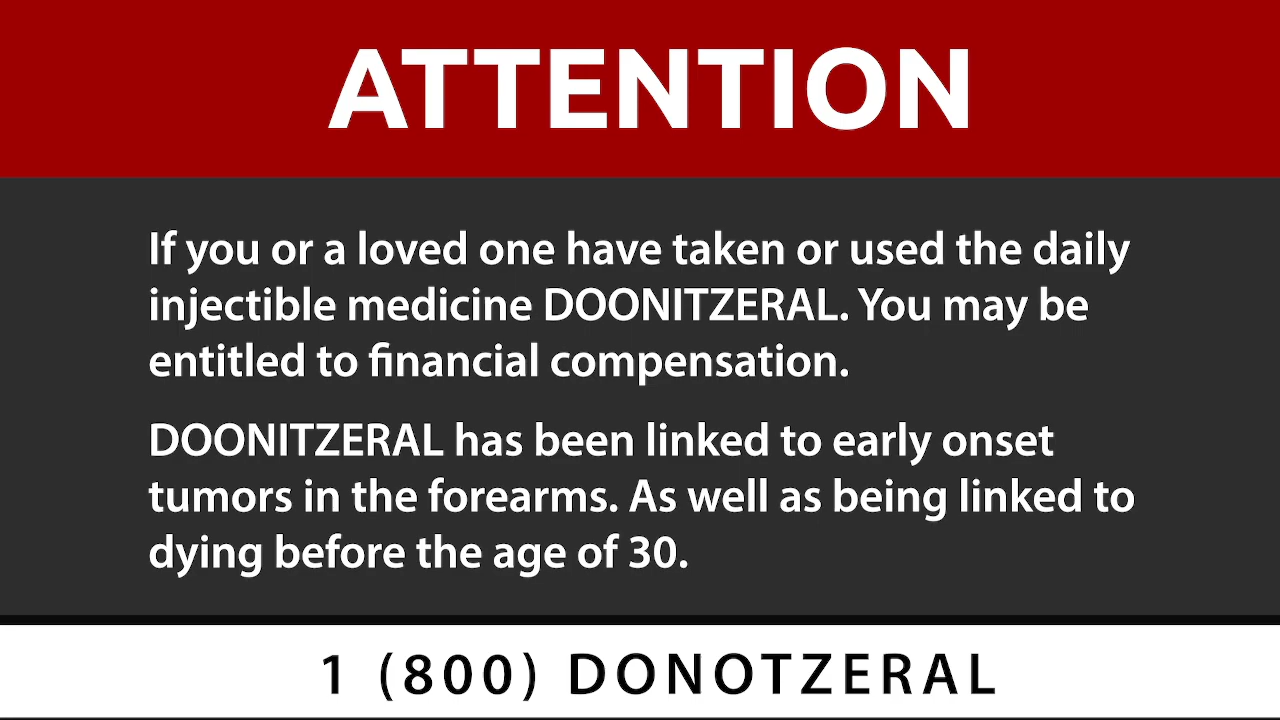 ATTENTION
If you or a loved one have taken or used the daily
injectible medicine DOONITZERAL. You may be
entitled to financial compensation.
DOONITZERAL has been linked to early onset
tumors in the forearms. As well as being linked to
dying before the age of 30.
1 (800) DONOTZERAL